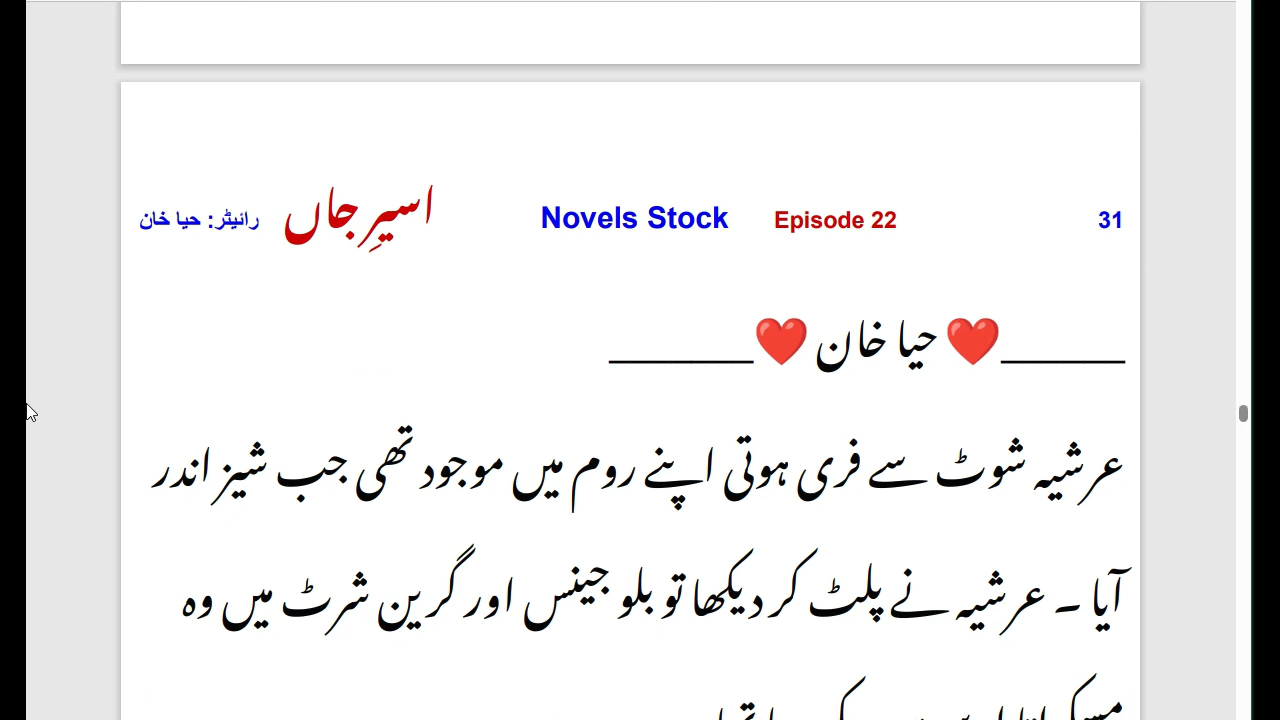 رائیٹر: حیا خان اسیرِ جاں Novels Stock Episode 22 31
______❤️ حیا خان ❤️_______
عرشیہ شوٹ سے فری ہوتی اپنے روم میں موجود تھی جب شیز اندر
آیا ۔ عرشیہ نے پلٹ کر دیکھا تو بلو جینس اور گرین شرٹ میں وہ